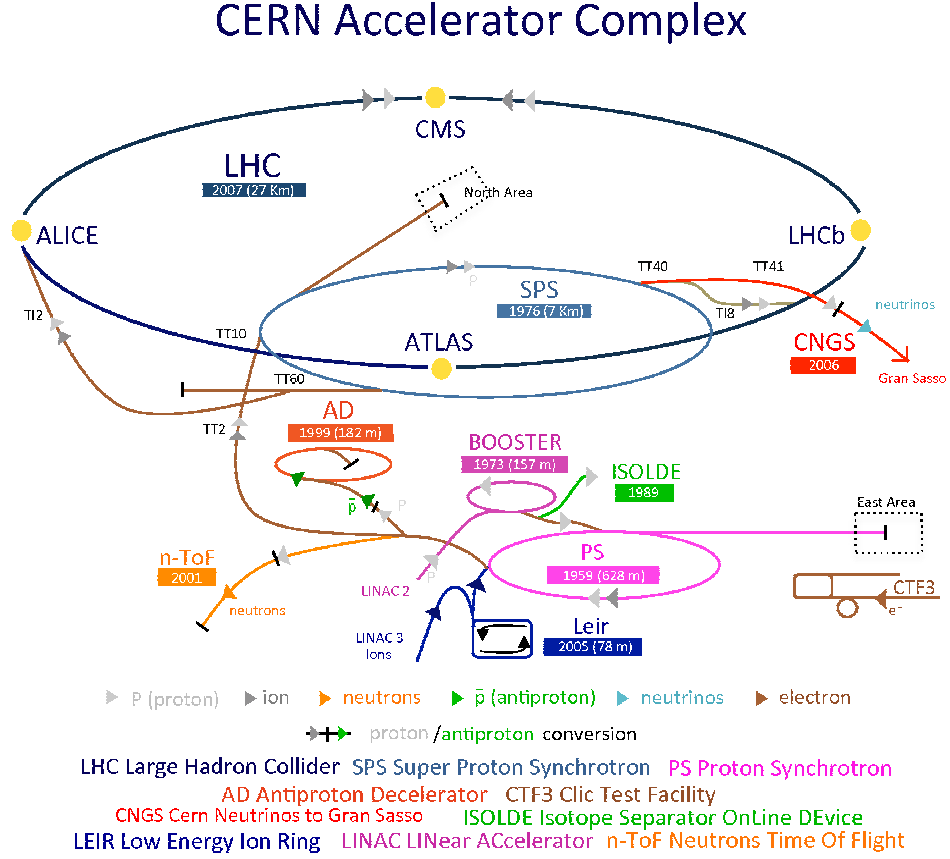 CERN Accelerator Complex
CMS
LHC
2007 (27 Km)
North Area
ALICE
LHCb
TT40
TT41
P
SPS
1976 (7 Km)
TI2
TI8
neutrinos
TT10
ATLAS
CNGS
2006
TT60
Gran Sasso
AD
1999 (182 m)
TT2
BOOSTER
1973 (157 m)
ISOLDE
1989
p̄
P
East Area
n-ToF
2001
PS
1959 (628 m)
P
LINAC 2
neutrons
CTF3
e⁻
LINAC 3
Ions
Leir
2005 (78 m)
P (proton) ion neutrons p̄ (antiproton) neutrinos electron
proton /antiproton conversion
LHC Large Hadron Collider SPS Super Proton Synchrotron PS Proton Synchrotron
AD Antiproton Decelerator CTF3 Clic Test Facility
CNGS Cern Neutrinos to Gran Sasso ISOLDE Isotope Separator OnLine DEvice
LEIR Low Energy Ion Ring LINAC LINear ACcelerator n-ToF Neutrons Time Of Flight